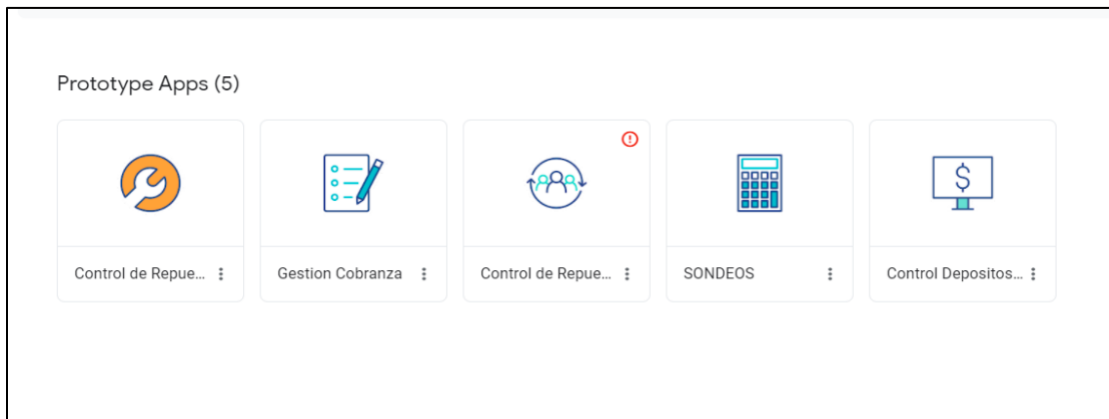 Prototype Apps (5)
Control de Repue...
Gestion Cobranza
Control de Repue...
SONDEOS
Control Depositos...